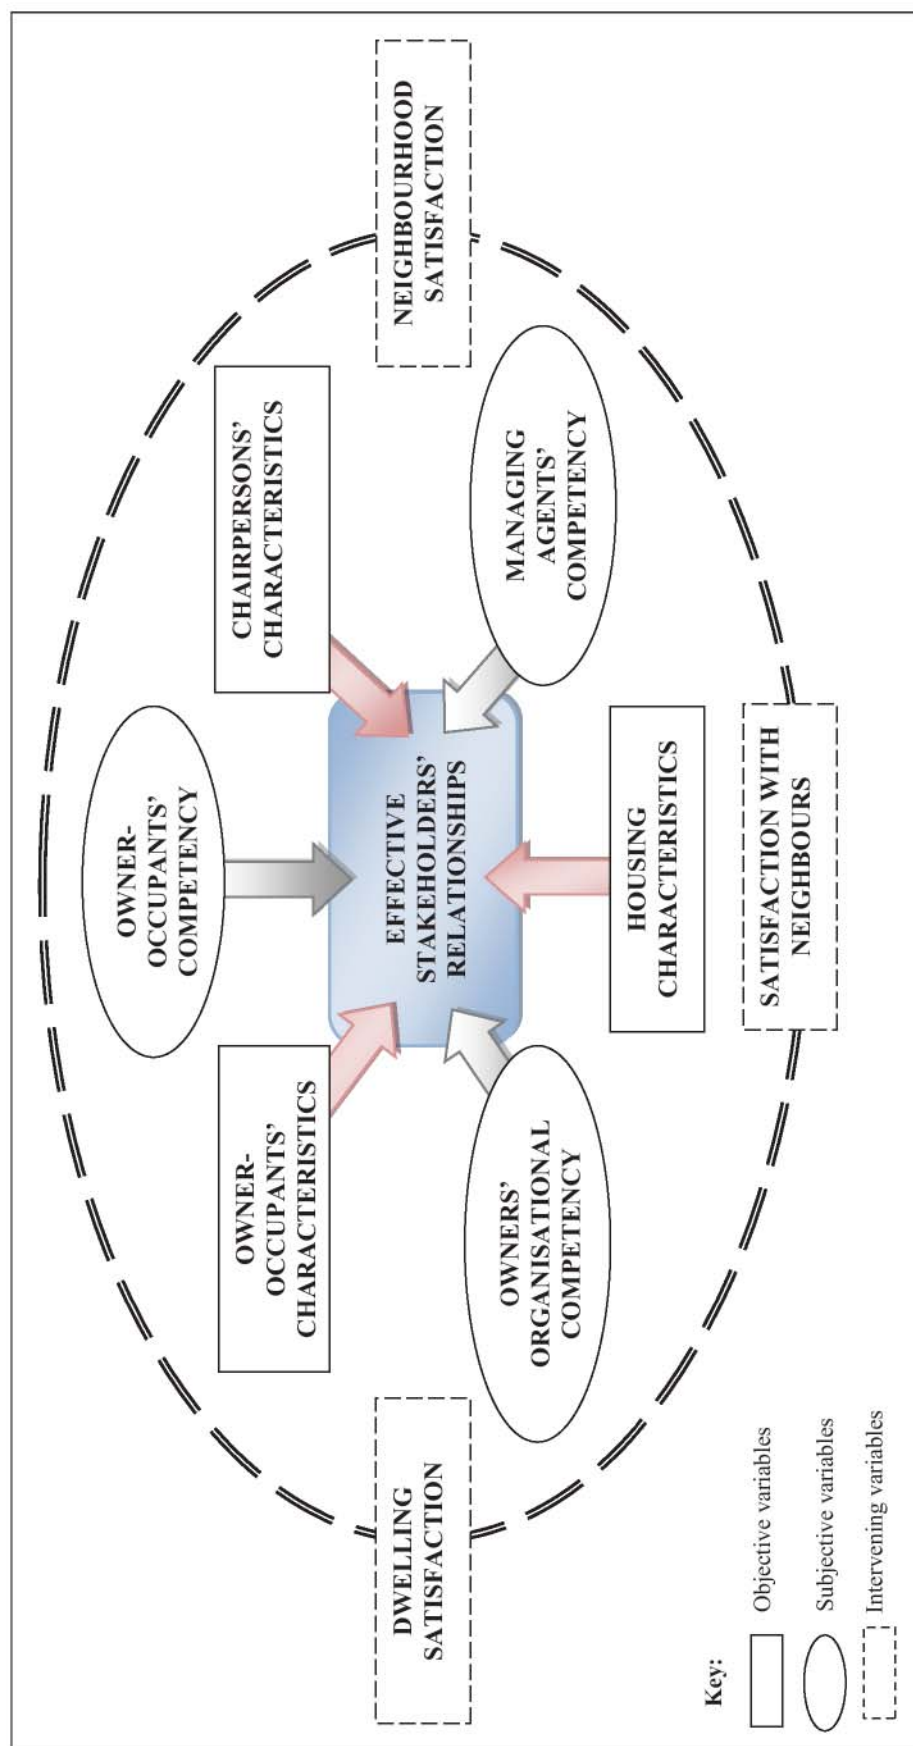 OWNER-
OCCUPANTS’
COMPETENCY
OWNER-
OCCUPANTS’
CHARACTERISTICS
CHAIRPERSONS’
CHARACTERISTICS
DWELLING
SATISFACTION
EFFECTIVE
STAKEHOLDERS’
RELATIONSHIPS
NEIGHBOURHOOD
SATISFACTION
OWNERS’
ORGANISATIONAL
COMPETENCY
MANAGING
AGENTS’
COMPETENCY
HOUSING
CHARACTERISTICS
SATISFACTION WITH
NEIGHBOURS
Key:
Objective variables
Subjective variables
Intervening variables